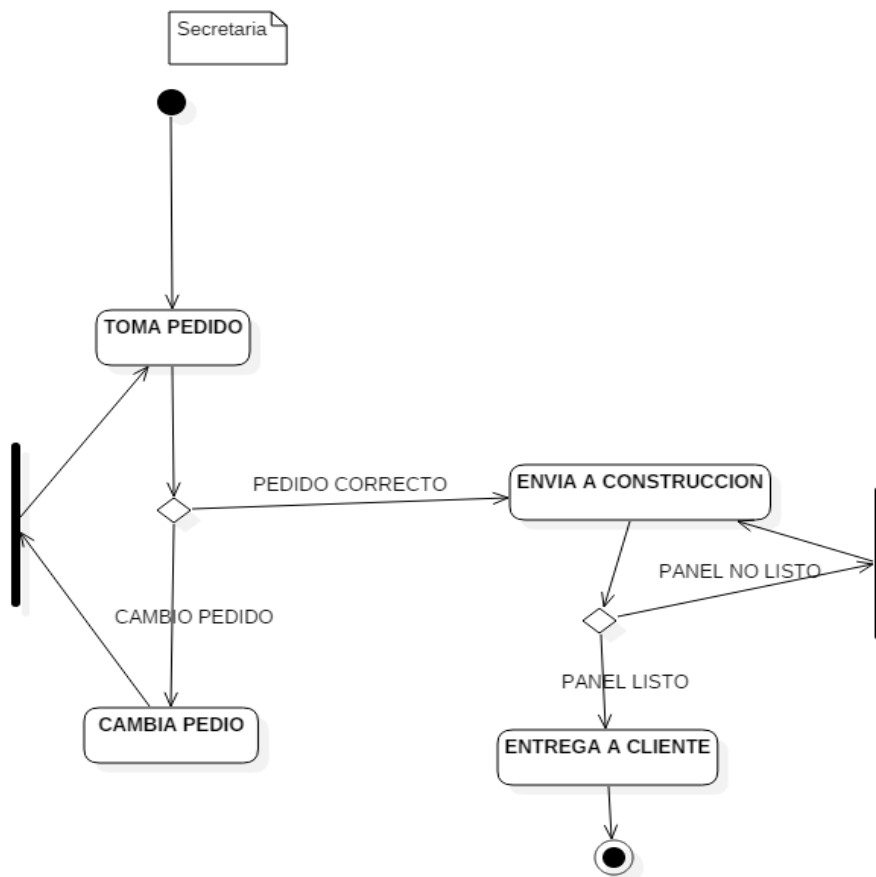 Secretaria
TOMA PEDIDO
PEDIDO CORRECTO
ENVIA A CONSTRUCCION
PANEL NO LISTO
CAMBIO PEDIDO
PANEL LISTO
CAMBIA PEDIO
ENTREGA A CLIENTE